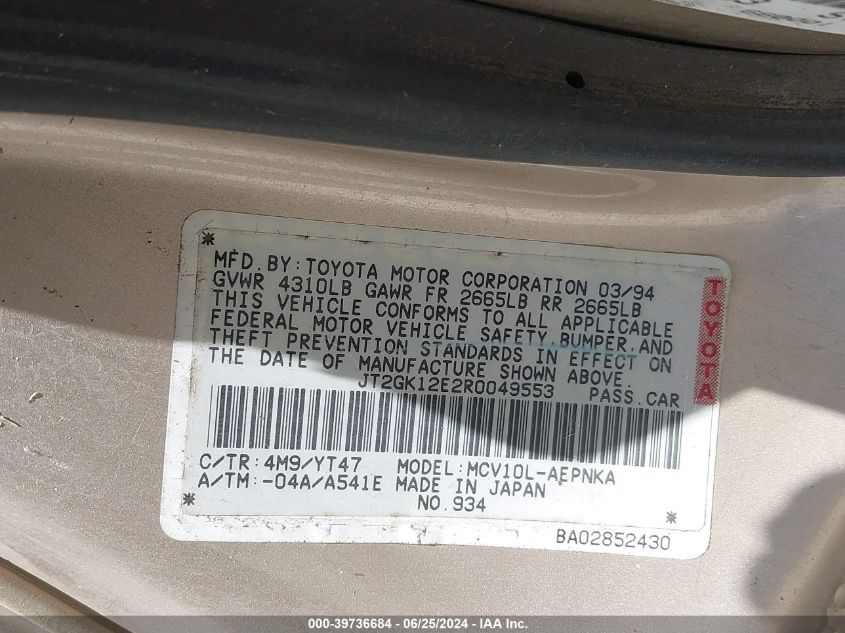 MFD. BY: TOYOTA MOTOR CORPORATION 03/94
GVWR 4310LB GAWR FR 2665LB RR 2665LB
THIS VEHICLE CONFORMS TO ALL APPLICABLE
FEDERAL MOTOR VEHICLE SAFETY, BUMPER, AND
THEFT PREVENTION STANDARDS IN EFFECT ON
THE DATE OF MANUFACTURE SHOWN ABOVE.
JT2GK12E2R0049553 PASS. CAR
TOYOTA
C/TR: 4M9/YT47 MODEL: MCV10L-AEPNKA
A/TM: -04A/A541E MADE IN JAPAN
NO. 934
BA02852430
000-39736684 - 06/25/2024 - WWW.IAAI.COM